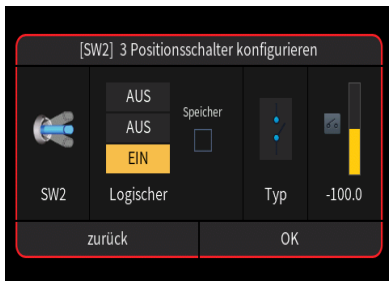 [SW2] 3 Positionsschalter konfigurieren
AUS
AUS
EIN
Speicher
SW2
Logischer
Typ
-100.0
zurück
OK